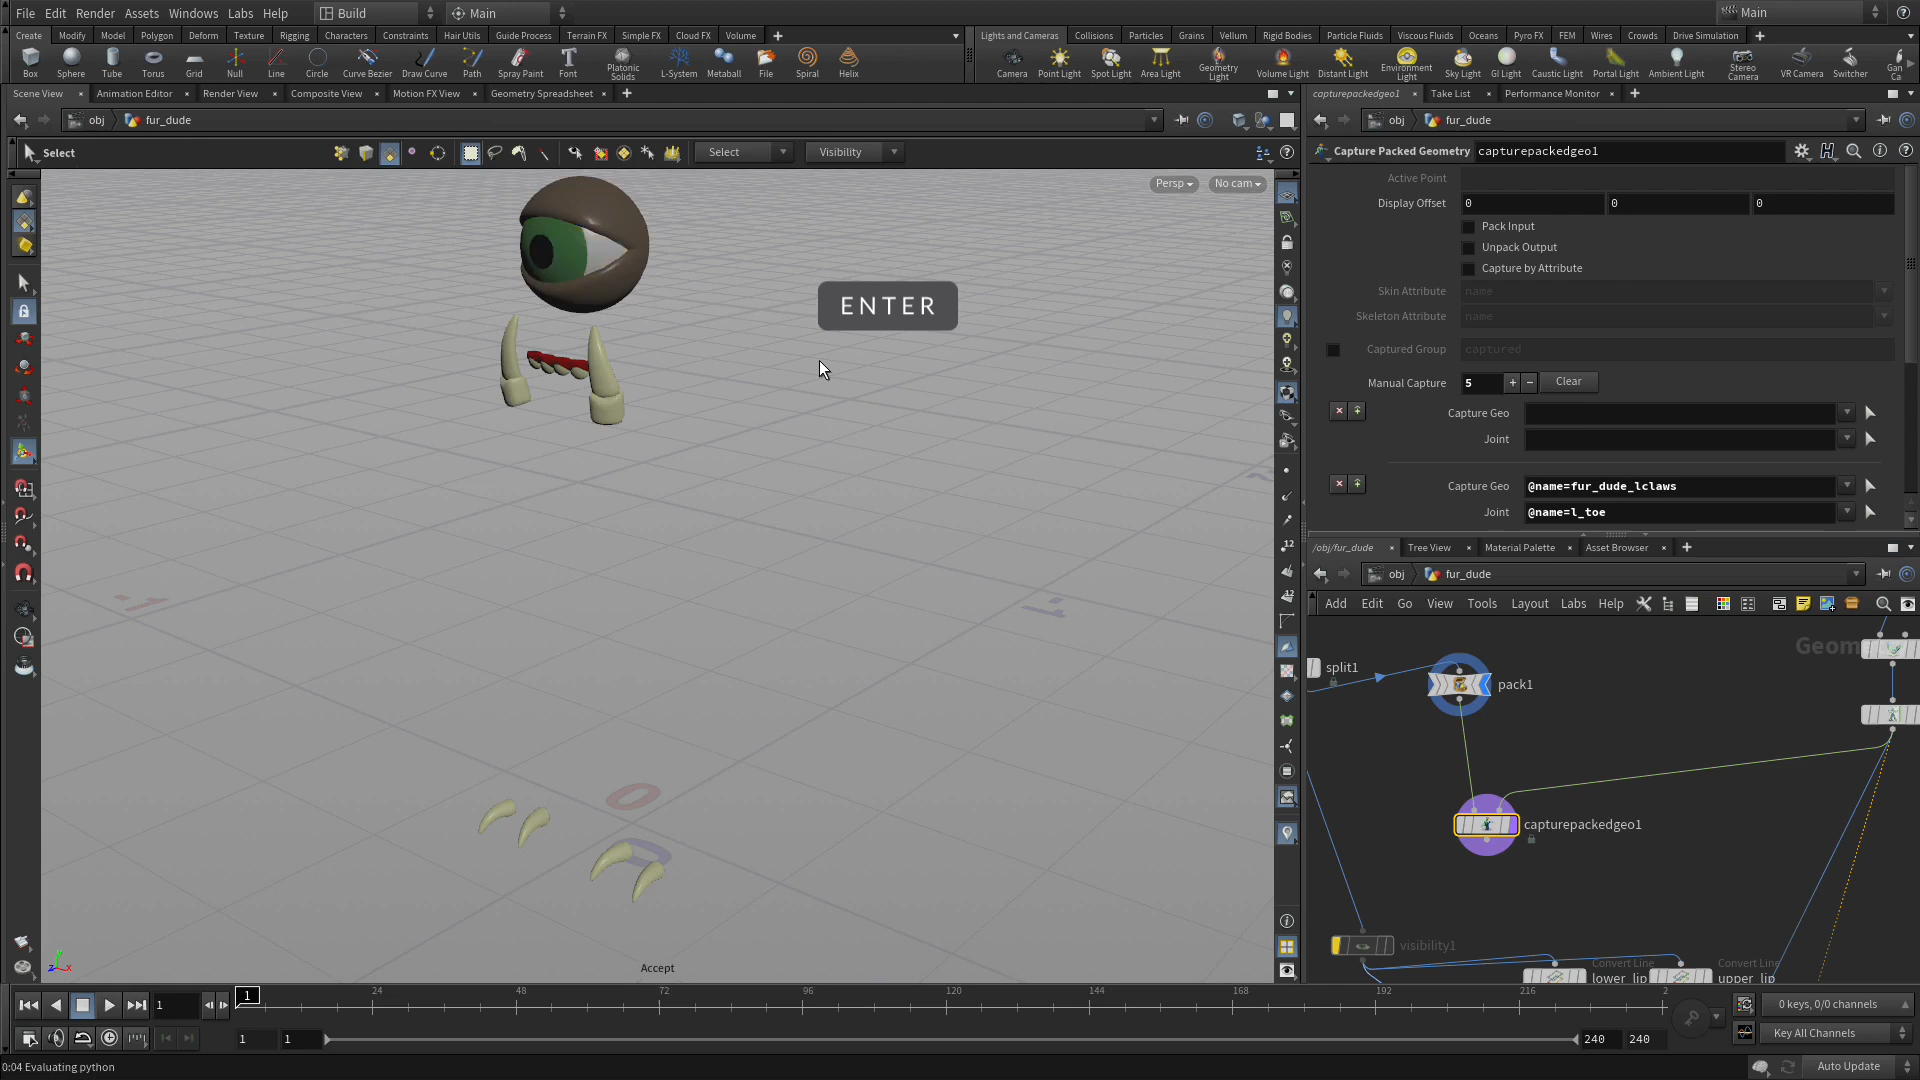 File Edit Render Assets Windows Labs Help Build Main Main
Create Modify Model Polygon Deform Texture Rigging Characters Constraints Hair Utils Guide Process Terrain FX Simple FX Cloud FX Volume
Lights and Cameras Collisions Particles Grains Vellum Rigid Bodies Particle Fluids Viscous Fluids Oceans Pyro FX FEM Wires Crowds Drive Simulation
Box Sphere Tube Torus Grid Null Line Circle Curve Bezier Draw Curve Path Spray Paint Font Platonic Solids L-System Metaball File Spiral Helix
Camera Point Light Spot Light Area Light Geometry Light Volume Light Distant Light Environment Light Sky Light GI Light Caustic Light Portal Light Ambient Light Stereo Camera VR Camera Switcher Gan Ca
Scene View Animation Editor Render View Composite View Motion FX View Geometry Spreadsheet
capturepackedgeo1 Take List Performance Monitor
obj fur_dude
obj fur_dude
Select Select Visibility
Capture Packed Geometry capturepackedgeo1
Persp No cam
Active Point
Display Offset 0 0 0
Pack Input
Unpack Output
Capture by Attribute
Skin Attribute name
Skeleton Attribute name
Captured Group captured
Manual Capture 5 + − Clear
Capture Geo
Joint
Capture Geo @name=fur_dude_lclaws
Joint @name=l_toe
ENTER
/obj/fur_dude Tree View Material Palette Asset Browser
obj fur_dude
Add Edit Go View Tools Layout Labs Help
Geom
split1
pack1
capturepackedgeo1
visibility1
Convert Line Convert Line
lower_lip upper_lip
Accept
1 1 24 48 72 96 120 144 168 192 216 2
0 keys, 0/0 channels
1 1 240 240
Key All Channels
0:04 Evaluating python
Auto Update